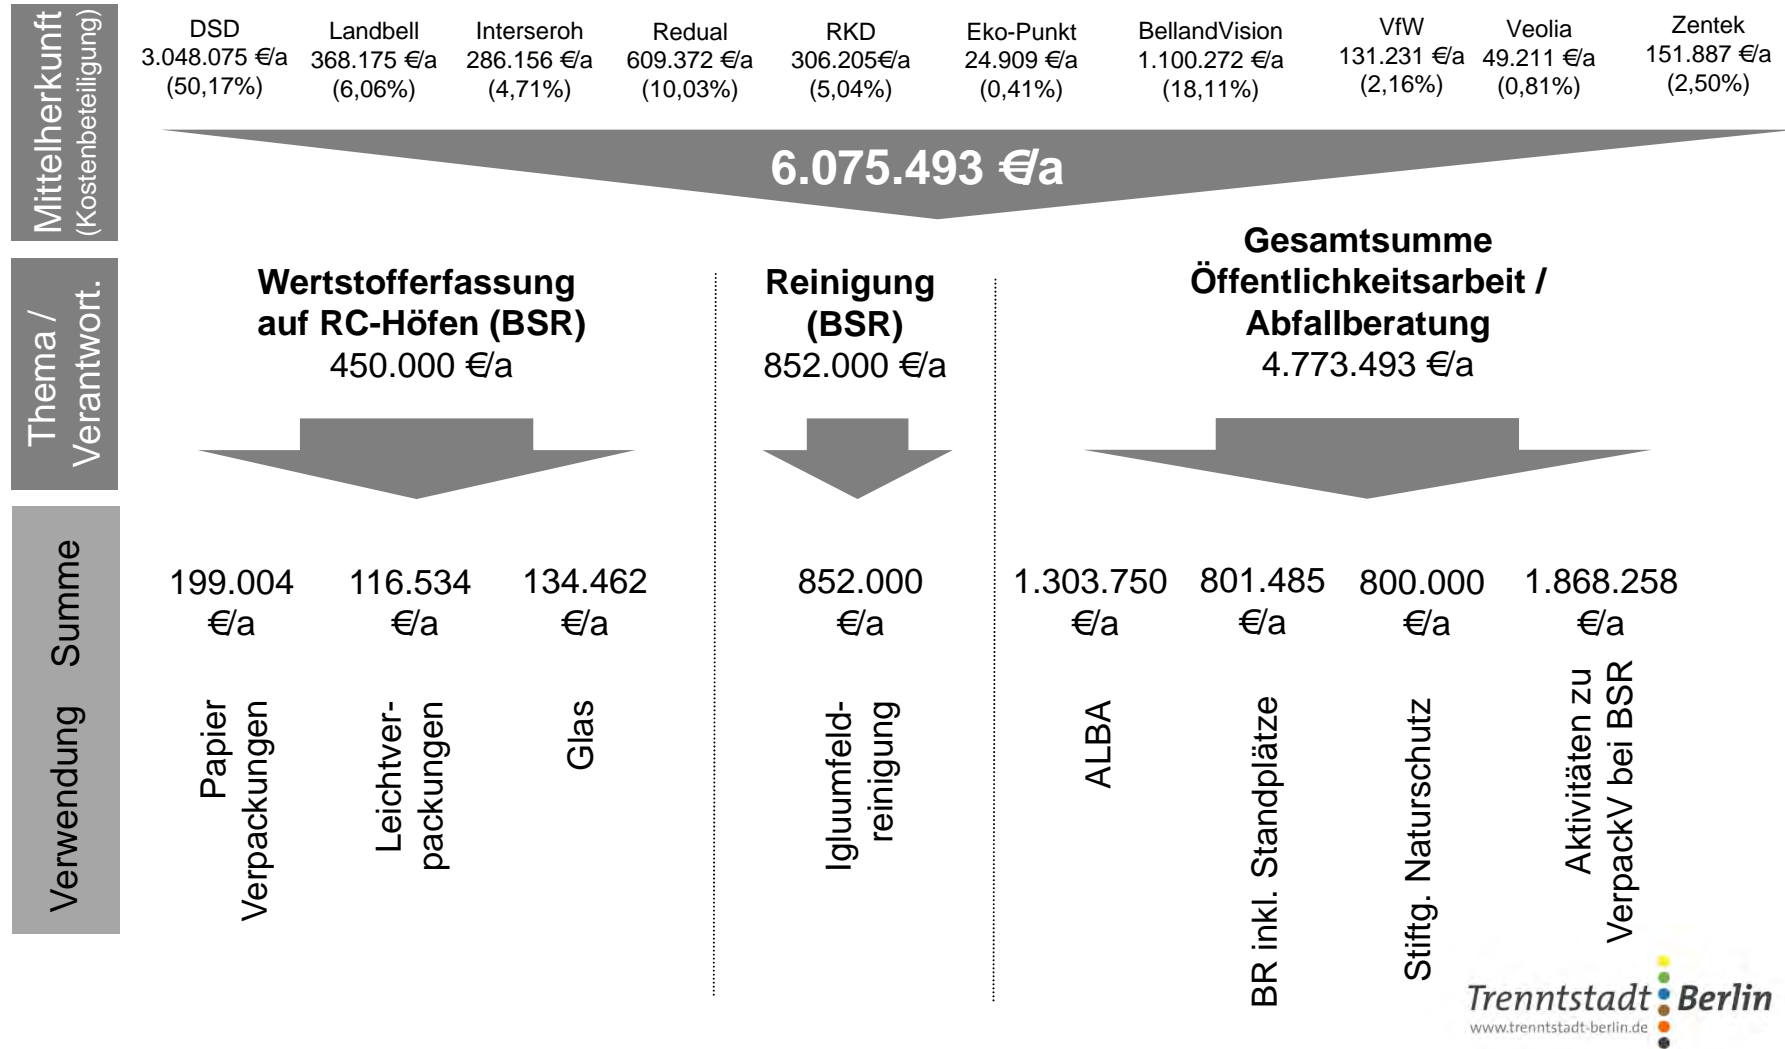 Mittelherkunft
(Kostenbeteiligung)
DSD
3.048.075 €/a
(50,17%)
Landbell
368.175 €/a
(6,06%)
Interseroh
286.156 €/a
(4,71%)
Redual
609.372 €/a
(10,03%)
RKD
306.205€/a
(5,04%)
Eko-Punkt
24.909 €/a
(0,41%)
BellandVision
1.100.272 €/a
(18,11%)
VfW
131.231 €/a
(2,16%)
Veolia
49.211 €/a
(0,81%)
Zentek
151.887 €/a
(2,50%)
6.075.493 €/a
Thema /
Verantwort.
Wertstofferfassung
auf RC-Höfen (BSR)
450.000 €/a
Reinigung
(BSR)
852.000 €/a
Gesamtsumme
Öffentlichkeitsarbeit /
Abfallberatung
4.773.493 €/a
Verwendung Summe
199.004
€/a
Papier
Verpackungen
116.534
€/a
Leichtver-
packungen
134.462
€/a
Glas
852.000
€/a
Igluumfeld-
reinigung
1.303.750
€/a
ALBA
801.485
€/a
BR inkl. Standplätze
800.000
€/a
Stiftg. Naturschutz
1.868.258
€/a
Aktivitäten zu
VerpackV bei BSR
Trenntstadt Berlin
www.trenntstadt-berlin.de